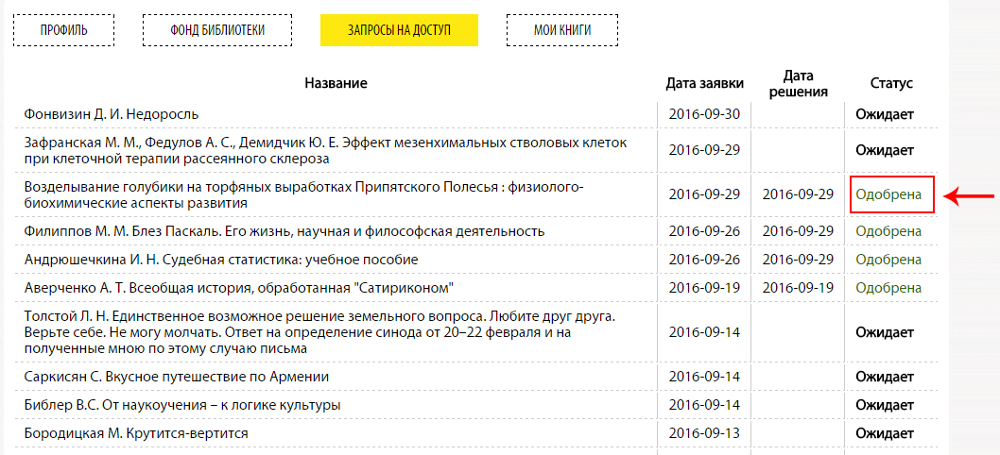 ПРОФИЛЬ ФОНД БИБЛИОТЕКИ ЗАПРОСЫ НА ДОСТУП МОИ КНИГИ
Название Дата заявки Дата решения Статус
Фонвизин Д. И. Недоросль 2016-09-30 Ожидает
Зафранская М. М., Федулов А. С., Демидчик Ю. Е. Эффект мезенхимальных стволовых клеток
при клеточной терапии рассеянного склероза 2016-09-29 Ожидает
Возделывание голубики на торфяных выработках Припятского Полесья : физиолого-
биохимические аспекты развития 2016-09-29 2016-09-29 Одобрена
Филиппов М. М. Блез Паскаль. Его жизнь, научная и философская деятельность 2016-09-26 2016-09-29 Одобрена
Андрюшечкина И. Н. Судебная статистика: учебное пособие 2016-09-26 2016-09-29 Одобрена
Аверченко А. Т. Всеобщая история, обработанная "Сатириконом" 2016-09-19 2016-09-19 Одобрена
Толстой Л. Н. Единственное возможное решение земельного вопроса. Любите друг друга.
Верьте себе. Не могу молчать. Ответ на определение синода от 20–22 февраля и на
полученные мною по этому случаю письма 2016-09-14 Ожидает
Саркисян С. Вкусное путешествие по Армении 2016-09-14 Ожидает
Библер В.С. От наукоучения – к логике культуры 2016-09-14 Ожидает
Бородицкая М. Крутится-вертится 2016-09-13 Ожидает